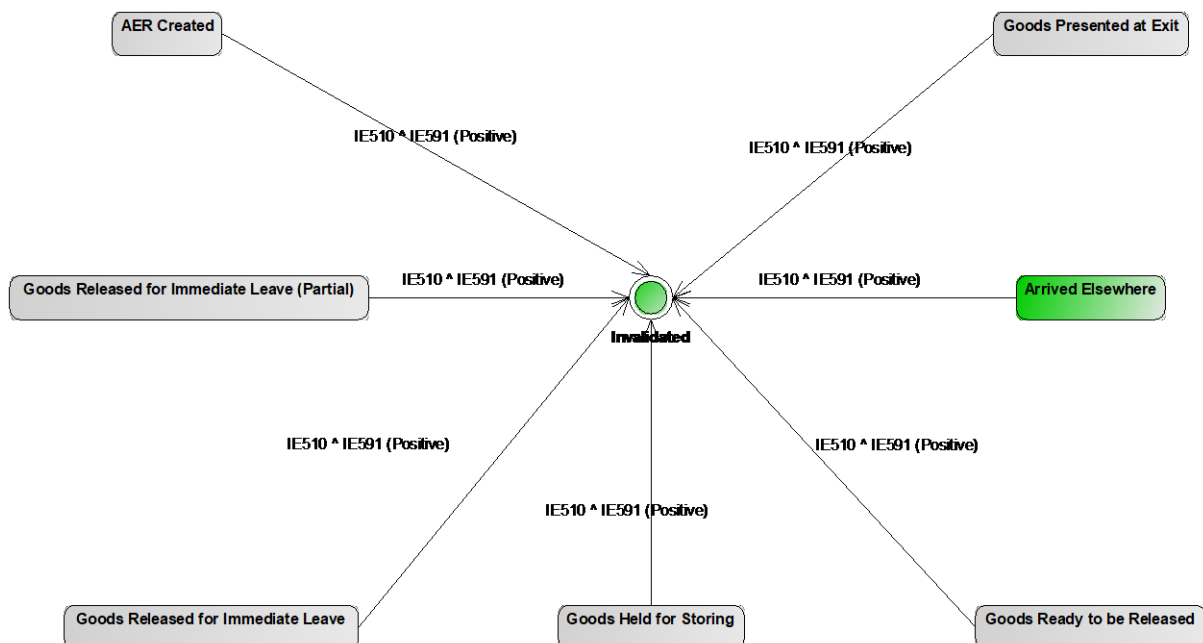 AER Created
Goods Presented at Exit
IE510 ^ IE591 (Positive)
IE510 ^ IE591 (Positive)
Goods Released for Immediate Leave (Partial)
IE510 ^ IE591 (Positive)
IE510 ^ IE591 (Positive)
Arrived Elsewhere
Invalidated
IE510 ^ IE591 (Positive)
IE510 ^ IE591 (Positive)
IE510 ^ IE591 (Positive)
Goods Released for Immediate Leave
Goods Held for Storing
Goods Ready to be Released